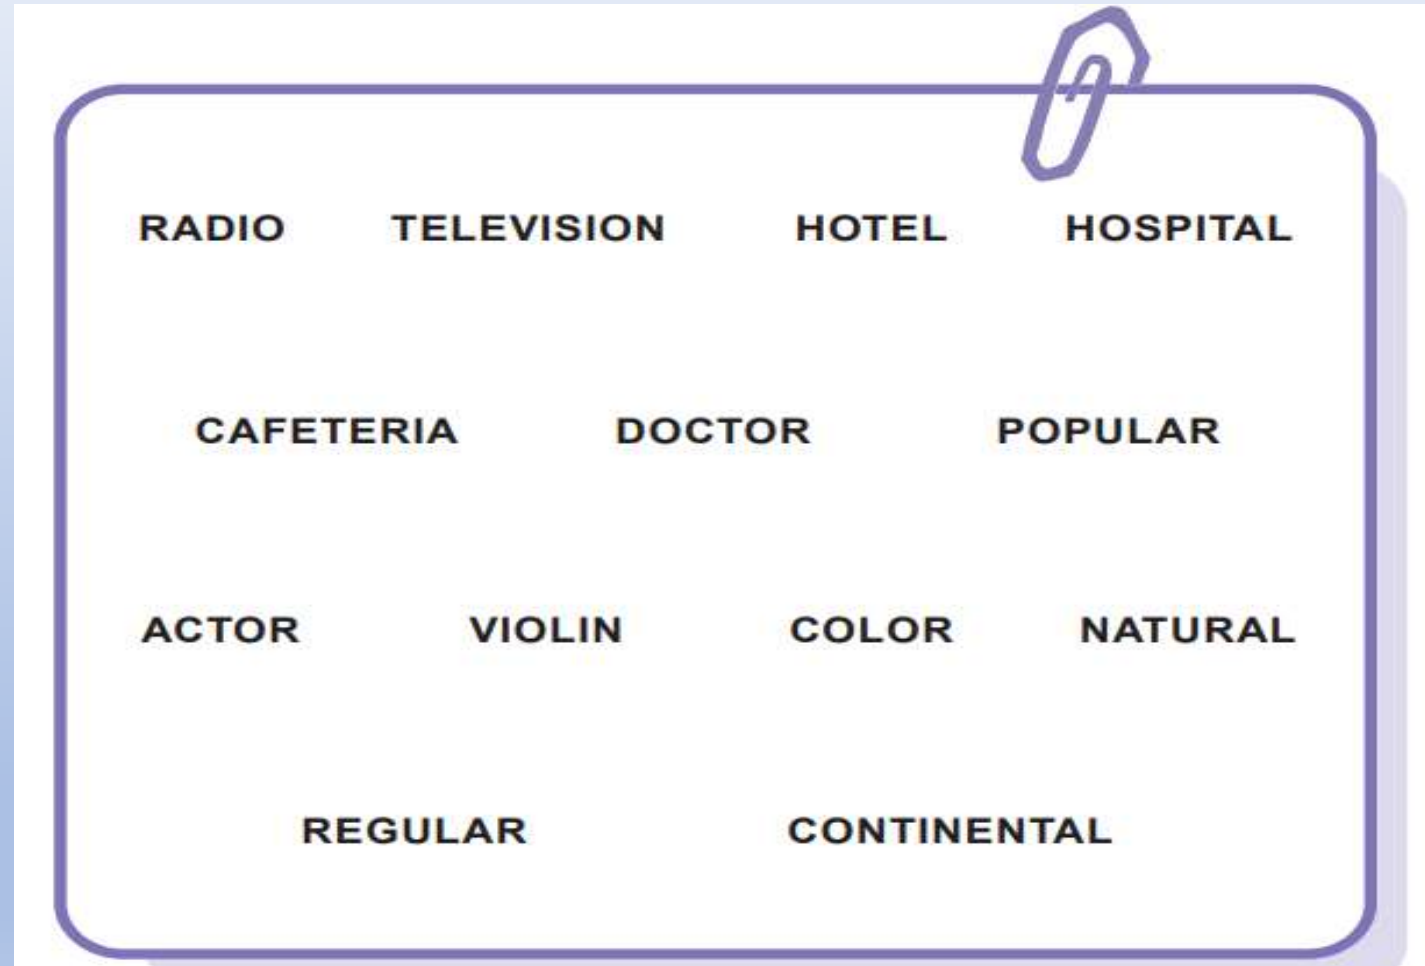 RADIO TELEVISION HOTEL HOSPITAL
CAFETERIA DOCTOR POPULAR
ACTOR VIOLIN COLOR NATURAL
REGULAR CONTINENTAL